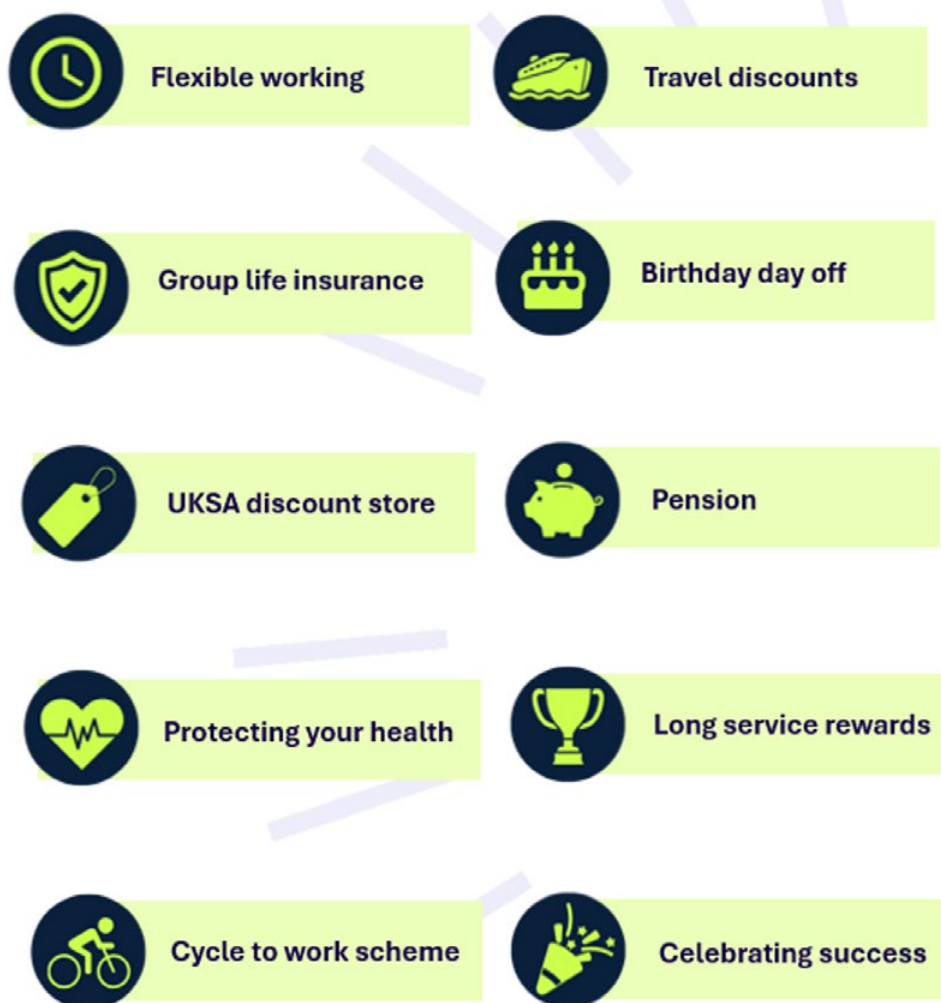 Flexible working
Travel discounts
Group life insurance
Birthday day off
UKSA discount store
Pension
Protecting your health
Long service rewards
Cycle to work scheme
Celebrating success